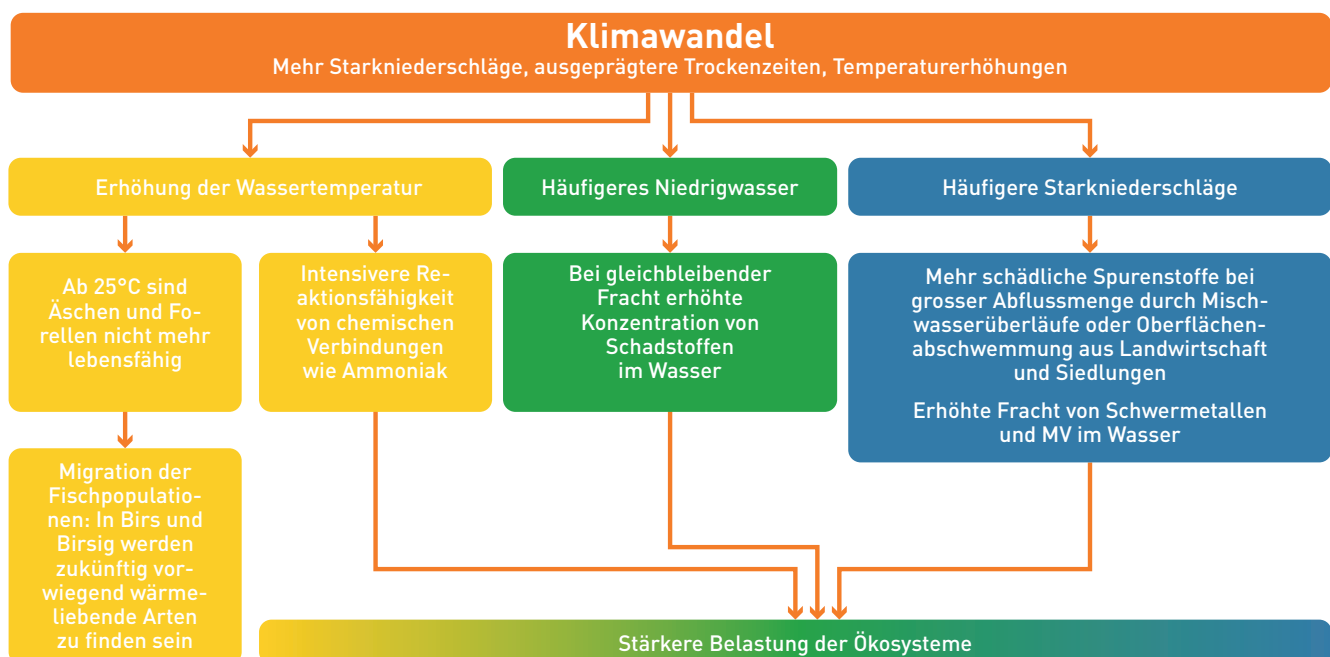 Klimawandel
Mehr Starkniederschläge, ausgeprägtere Trockenzeiten, Temperaturerhöhungen
Erhöhung der Wassertemperatur
Häufigeres Niedrigwasser
Häufigere Starkniederschläge
Ab 25°C sind
Äschen und Fo-
rellen nicht mehr
lebensfähig
Intensivere Re-
aktionsfähigkeit
von chemischen
Verbindungen
wie Ammoniak
Bei gleichbleibender
Fracht erhöhte
Konzentration von
Schadstoffen
im Wasser
Mehr schädliche Spurenstoffe bei
grosser Abflussmenge durch Misch-
wasserüberläufe oder Oberflächen-
abschwemmung aus Landwirtschaft
und Siedlungen
Erhöhte Fracht von Schwermetallen
und MV im Wasser
Migration der
Fischpopulatio-
nen: In Birs und
Birsig werden
zukünftig vor-
wiegend wärme-
liebende Arten
zu finden sein
Stärkere Belastung der Ökosysteme